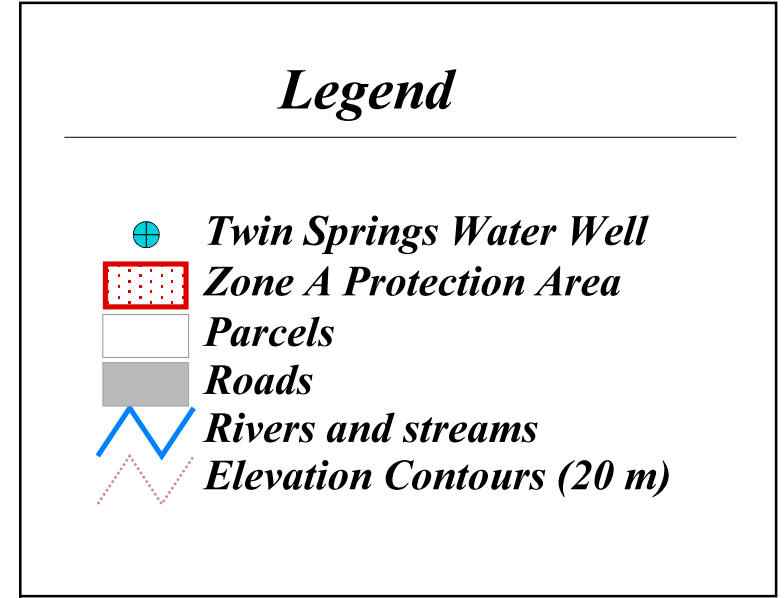 Legend
Twin Springs Water Well
Zone A Protection Area
Parcels
Roads
Rivers and streams
Elevation Contours (20 m)